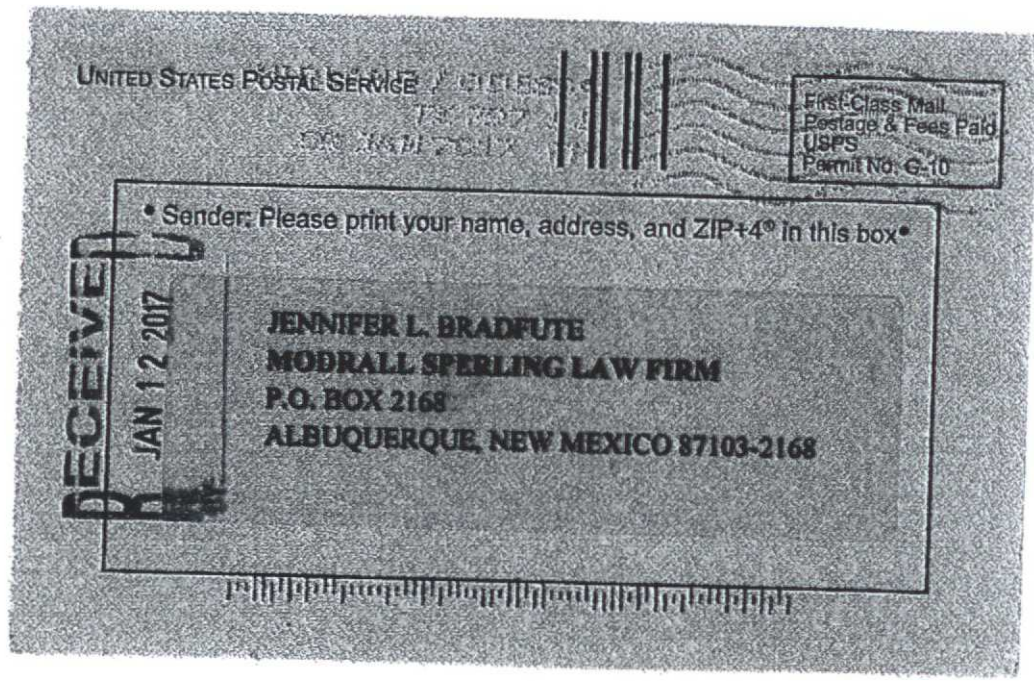 UNITED STATES POSTAL SERVICE
First-Class Mail
Postage & Fees Paid
USPS
Permit No. G-10
• Sender: Please print your name, address, and ZIP+4® in this box•
RECEIVED
JAN 12 2017
JENNIFER L. BRADFUTE
MODRALL SPERLING LAW FIRM
P.O. BOX 2168
ALBUQUERQUE, NEW MEXICO 87103-2168